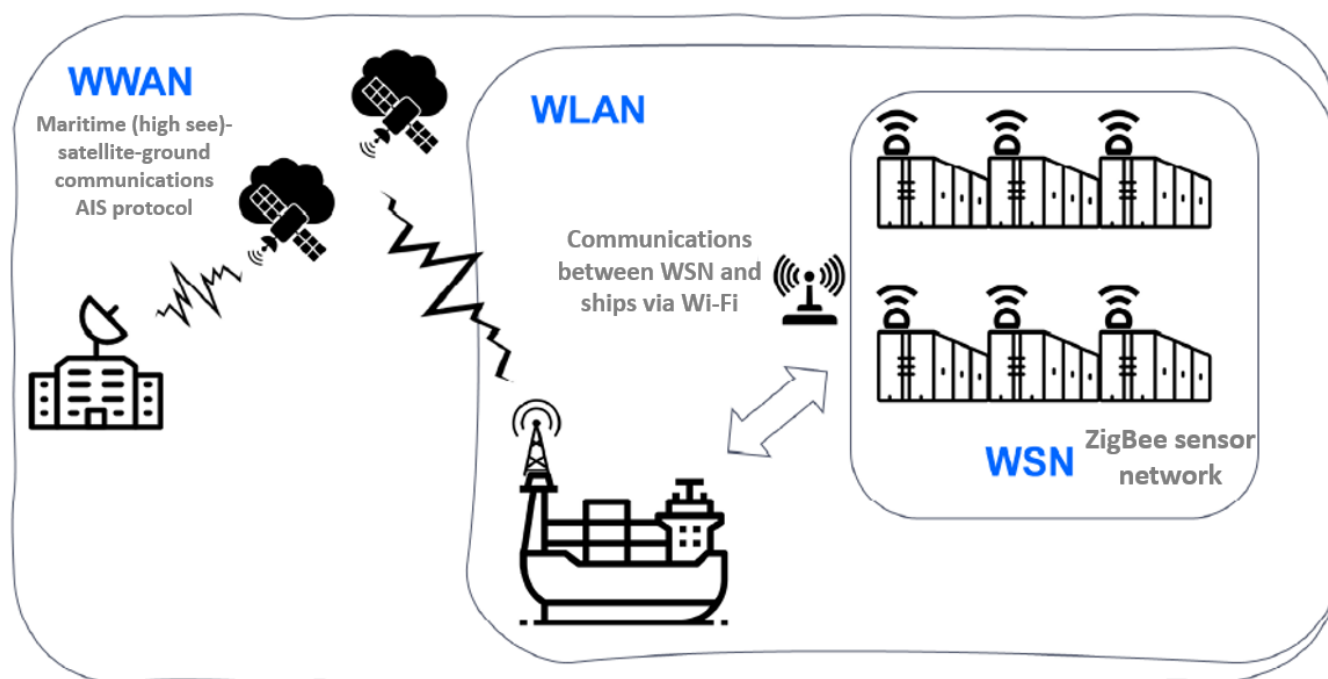 WWAN
Maritime (high see)-
satellite-ground
communications
AIS protocol
WLAN
Communications
between WSN and
ships via Wi-Fi
WSN
ZigBee sensor
network